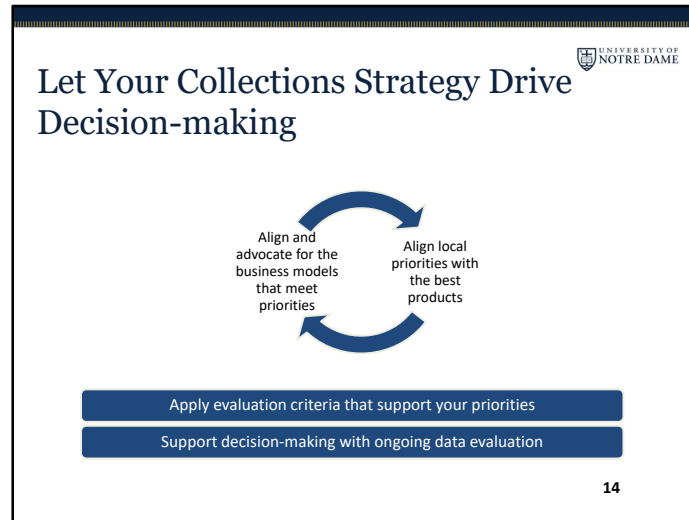 UNIVERSITY OF
NOTRE DAME
Let Your Collections Strategy Drive
Decision-making
Align and
advocate for the
business models
that meet
priorities
Align local
priorities with
the best
products
Apply evaluation criteria that support your priorities
Support decision-making with ongoing data evaluation
14